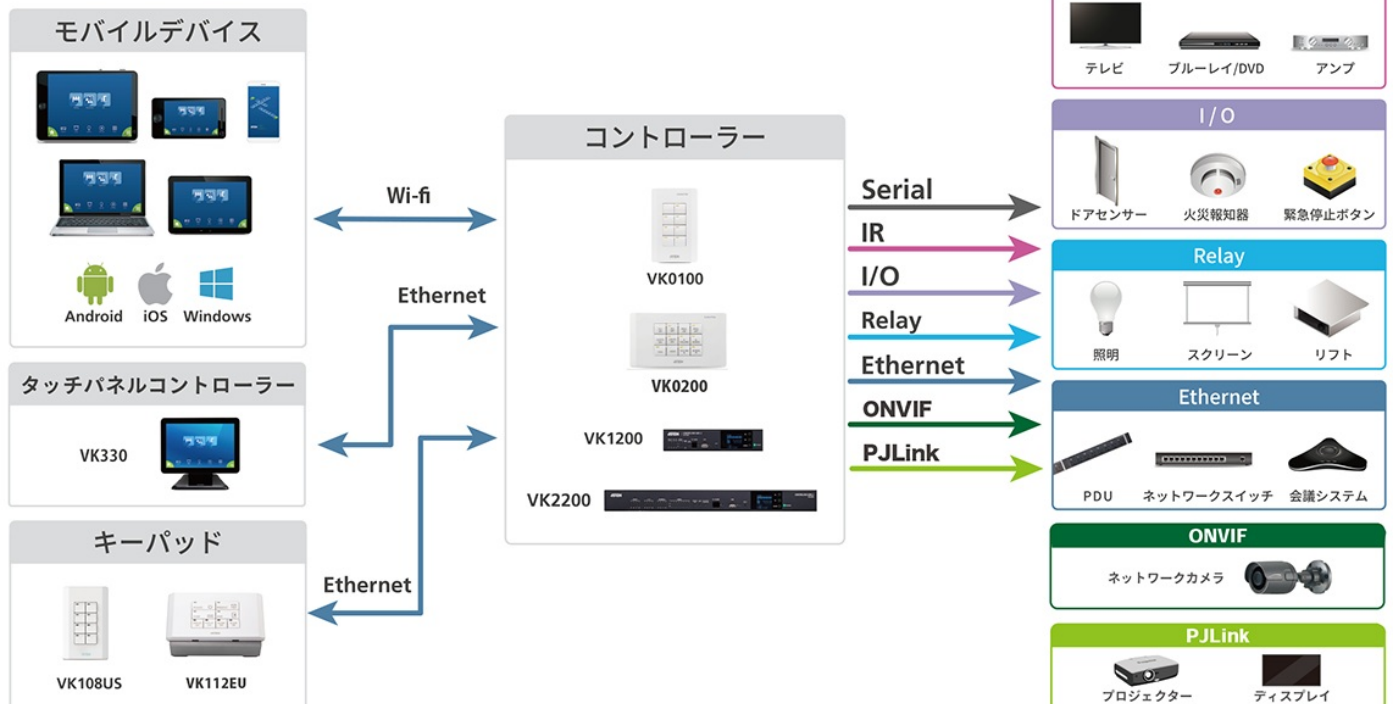 モバイルデバイス
Android iOS Windows
タッチパネルコントローラー
VK330
キーパッド
VK108US VK112EU
Wi-fi
Ethernet
Ethernet
コントローラー
VK0100
VK0200
VK1200
VK2200
Serial
IR
I/O
Relay
Ethernet
ONVIF
PJLink
テレビ ブルーレイ/DVD アンプ
I/O
ドアセンサー 火災報知器 緊急停止ボタン
Relay
照明 スクリーン リフト
Ethernet
PDU ネットワークスイッチ 会議システム
ONVIF
ネットワークカメラ
PJLink
プロジェクター ディスプレイ